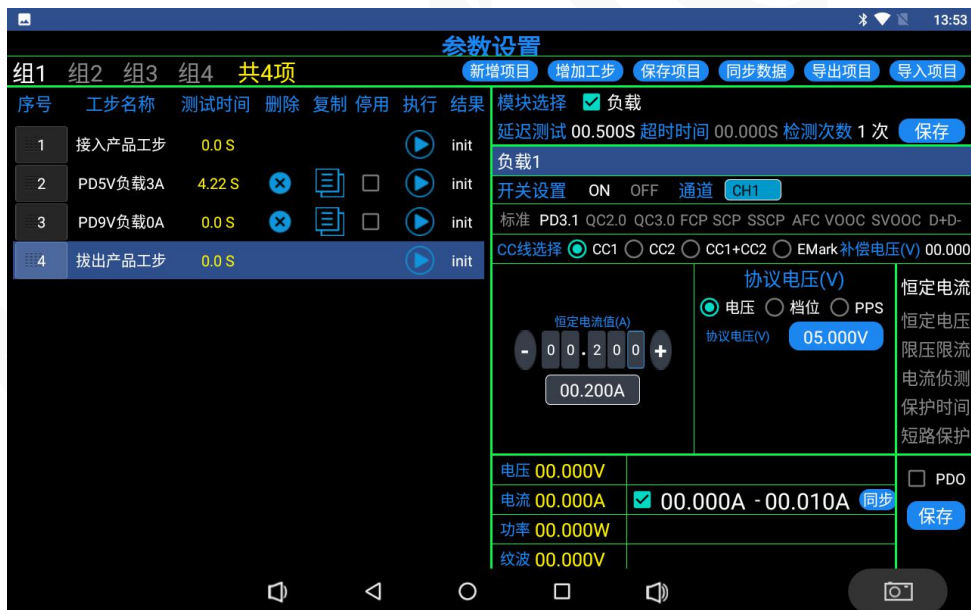 13:53
参数设置
组1 组2 组3 组4 共4项 新增项目 增加工步 保存项目 同步数据 导出项目 导入项目
序号 工步名称 测试时间 删除 复制 停用 执行 结果
1 接入产品工步 0.0 S init
2 PD5V负载3A 4.22 S init
3 PD9V负载0A 0.0 S init
4 拔出产品工步 0.0 S init
模块选择 负载
延迟测试 00.500S 超时时间 00.000S 检测次数 1 次 保存
负载1
开关设置 ON OFF 通道 CH1
标准 PD3.1 QC2.0 QC3.0 FCP SCP SSCP AFC VOOC SVOOC D+D-
CC线选择 CC1 CC2 CC1+CC2 EMark 补偿电压(V) 00.000
恒定电流值(A)
- 0 0 . 2 0 0 +
00.200A
协议电压(V)
电压 档位 PPS
协议电压(V) 05.000V
恒定电流
恒定电压
限压限流
电流侦测
保护时间
短路保护
电压 00.000V
电流 00.000A 00.000A - 00.010A 同步
功率 00.000W
纹波 00.000V
PDO
保存